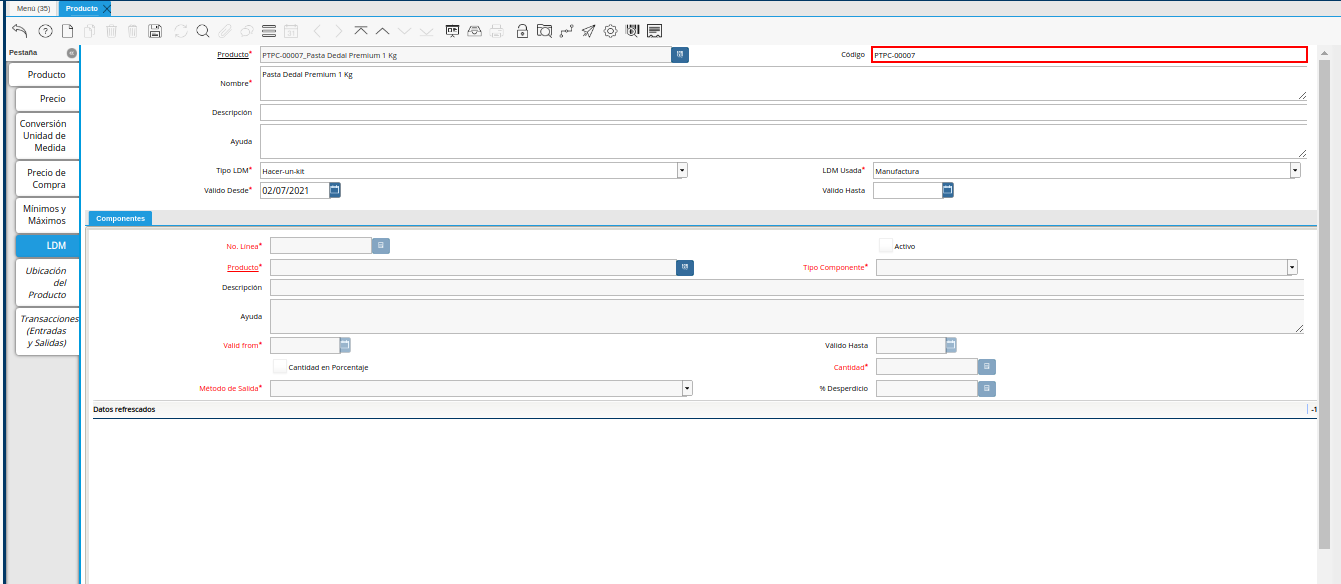 Menú (35)
Producto
Pestaña
Producto
Precio
Conversión
Unidad de
Medida
Precio de
Compra
Mínimos y
Máximos
LDM
Ubicación
del
Producto
Transacciones
(Entradas
y Salidas)
Producto* PTPC-00007_Pasta Dedal Premium 1 Kg Código PTPC-00007
Nombre* Pasta Dedal Premium 1 Kg
Descripción
Ayuda
Tipo LDM* Hacer-un-kit LDM Usada* Manufactura
Válido Desde* 02/07/2021 Válido Hasta
Componentes
No. Línea* Activo
Producto* Tipo Componente*
Descripción
Ayuda
Valid from* Válido Hasta
Cantidad en Porcentaje Cantidad*
Método de Salida* % Desperdicio
Datos refrescados -1